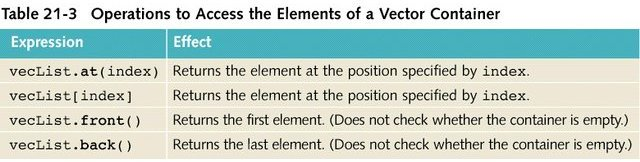 Table 21-3 Operations to Access the Elements of a Vector Container
Expression Effect
vecList.at(index) Returns the element at the position specified by index.
vecList[index] Returns the element at the position specified by index.
vecList.front() Returns the first element. (Does not check whether the container is empty.)
vecList.back() Returns the last element. (Does not check whether the container is empty.)